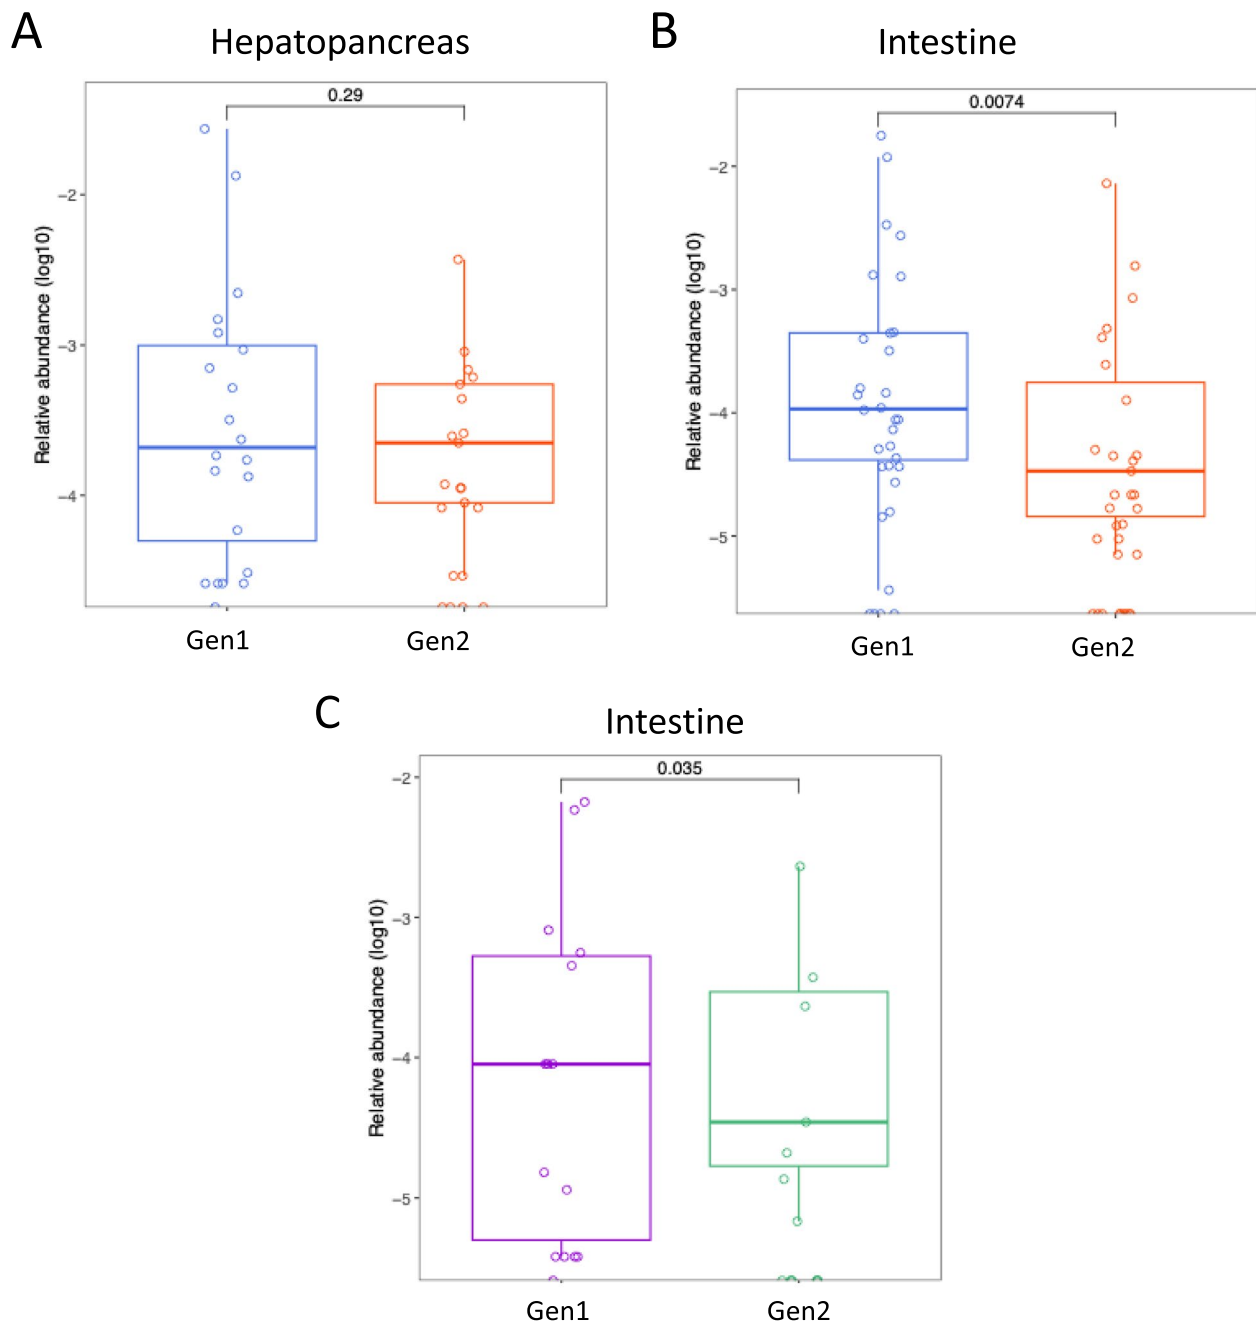 A
Hepatopancreas
0.29
Relative abundance (log10)
−2
−3
−4
Gen1
Gen2
B
Intestine
0.0074
Relative abundance (log10)
−2
−3
−4
−5
Gen1
Gen2
C
Intestine
0.035
Relative abundance (log10)
−2
−3
−4
−5
Gen1
Gen2